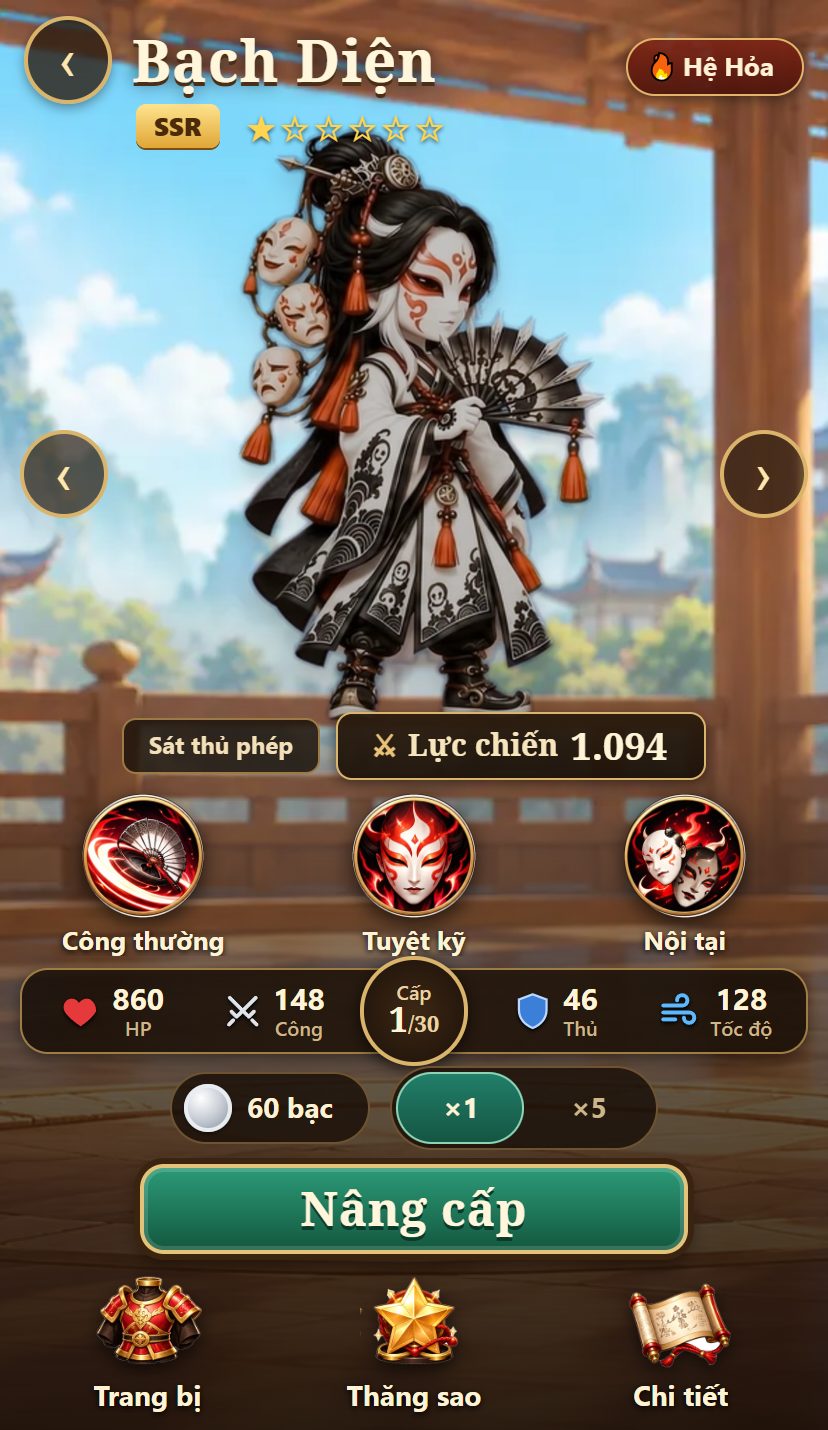 Bạch Diện
Hệ Hỏa
SSR
Sát thủ phép
Lực chiến 1.094
Công thường
Tuyệt kỹ
Nội tại
860
HP
148
Công
Cấp
1/30
46
Thủ
128
Tốc độ
60 bạc
×1
×5
Nâng cấp
Trang bị
Thăng sao
Chi tiết